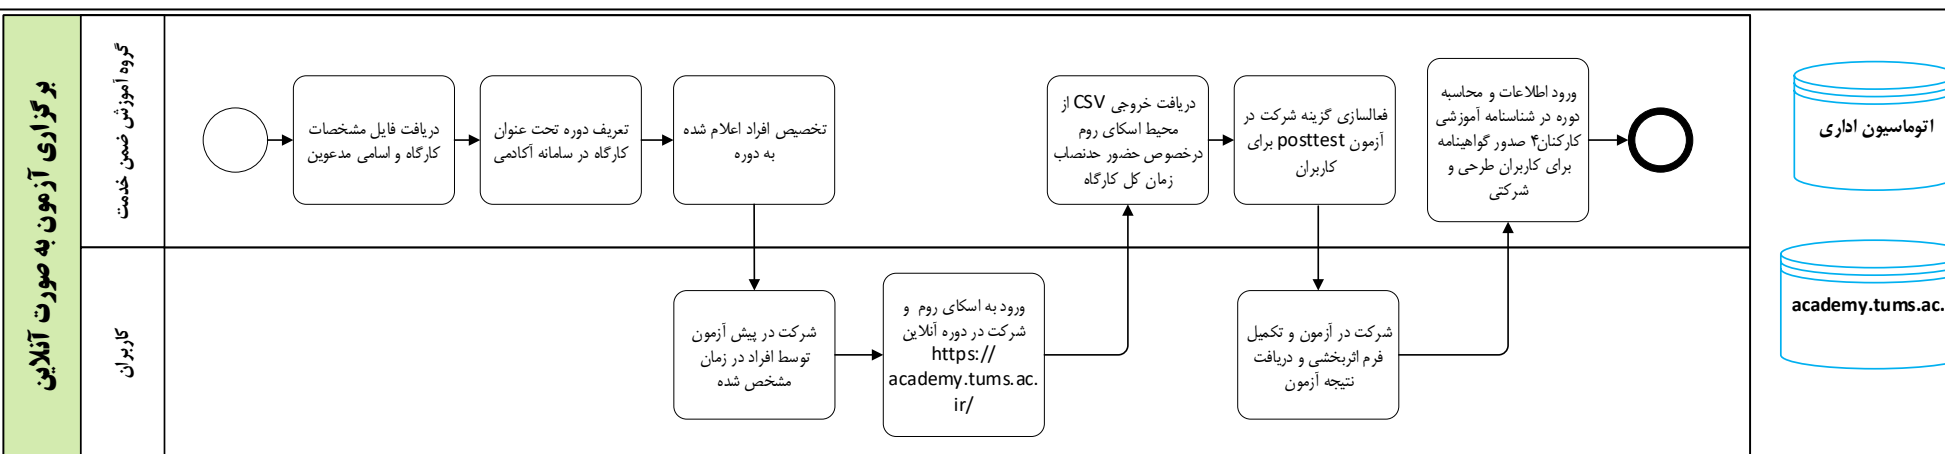 برگزاری آزمون به صورت آنلاین
گروه آموزش ضمن خدمت
دریافت فایل مشخصات
کارگاه و اسامی مدعوین
تعریف دوره تحت عنوان
کارگاه در سامانه آکادمی
تخصیص افراد اعلام شده
به دوره
دریافت خروجی CSV از
محیط اسکای روم
درخصوص حضور حدنصاب
زمان کل کارگاه
فعالسازی گزینه شرکت در
آزمون posttest برای
کاربران
ورود اطلاعات و محاسبه
دوره در شناسنامه آموزشی
کارکنان۴ صدور گواهینامه
برای کاربران طرحی و
شرکتی
کاربران
شرکت در پیش آزمون
توسط افراد در زمان
مشخص شده
ورود به اسکای روم و
شرکت در دوره آنلاین
https://
academy.tums.ac.
ir/
شرکت در آزمون و تکمیل
فرم اثربخشی و دریافت
نتیجه آزمون
اتوماسیون اداری
academy.tums.ac.